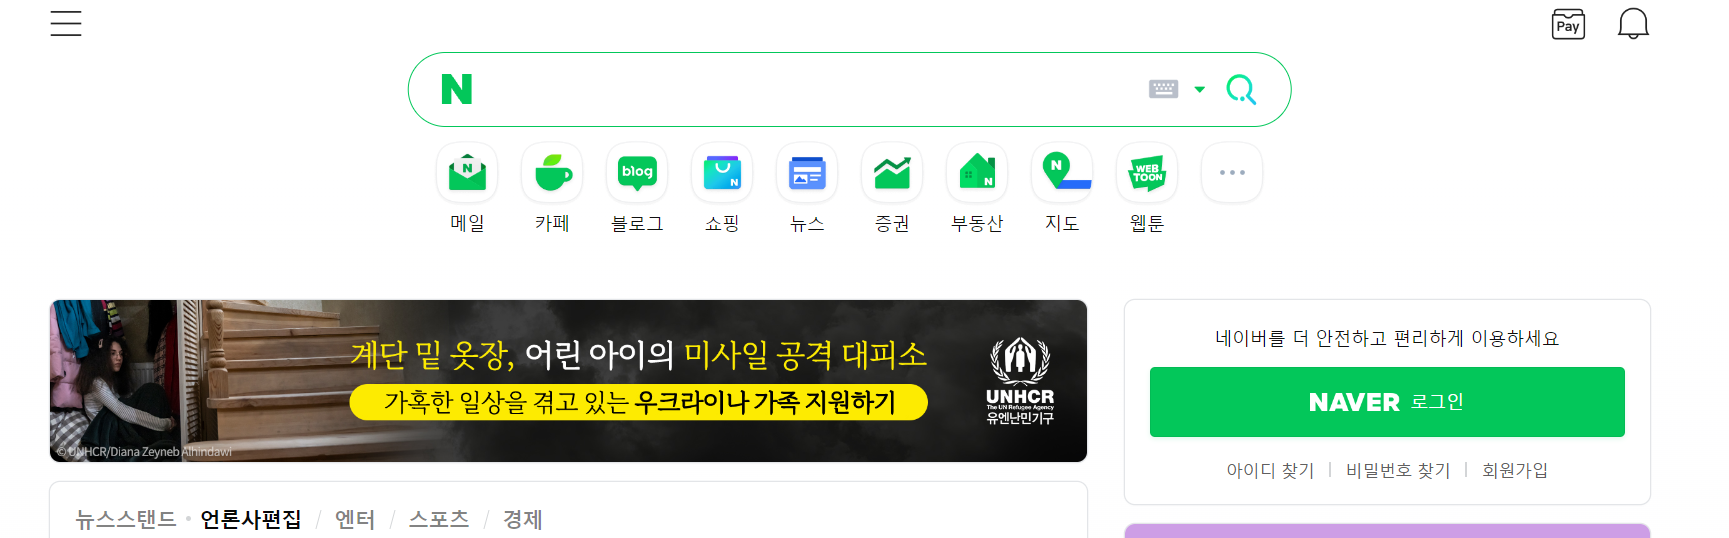 Pay
N
N
blog
N
N
N
WEB
TOON
메일
카페
블로그
쇼핑
뉴스
증권
부동산
지도
웹툰
계단 밑 옷장, 어린 아이의 미사일 공격 대피소
가혹한 일상을 겪고 있는 우크라이나 가족 지원하기
UNHCR
The UN Refugee Agency
유엔난민기구
© UNHCR/Diana Zeyneb Alhindawi
네이버를 더 안전하고 편리하게 이용하세요
NAVER 로그인
아이디 찾기 | 비밀번호 찾기 | 회원가입
뉴스스탠드 • 언론사편집 / 엔터 / 스포츠 / 경제